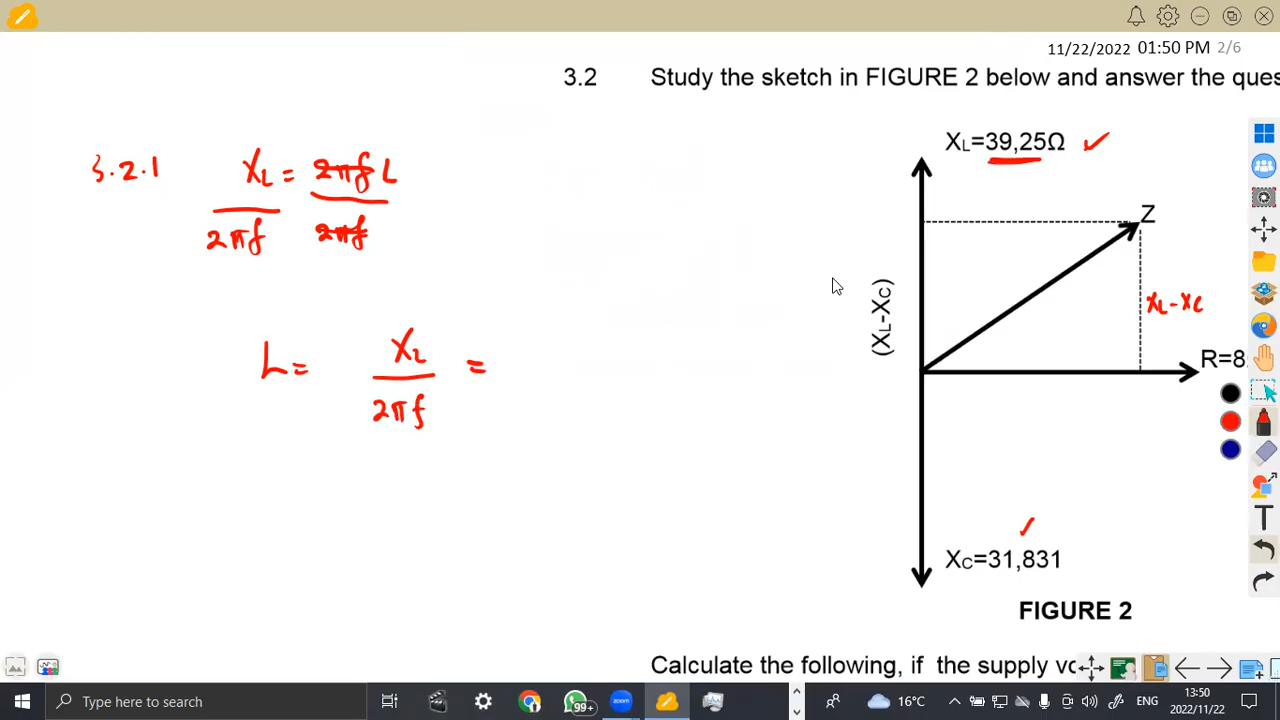 11/22/2022 01:50 PM 2/6
3.2 Study the sketch in FIGURE 2 below and answer the ques
XL=39,25Ω ✓
3.2.1 XL = 2πf L
2πf 2πf
Z
(XL-XC)
XL-XC
L = XL =
2πf
R=8
✓
XC=31,831
FIGURE 2
Calculate the following, if the supply vo
T
Type here to search
99+
zoom
16°C
ENG
13:50
2022/11/22